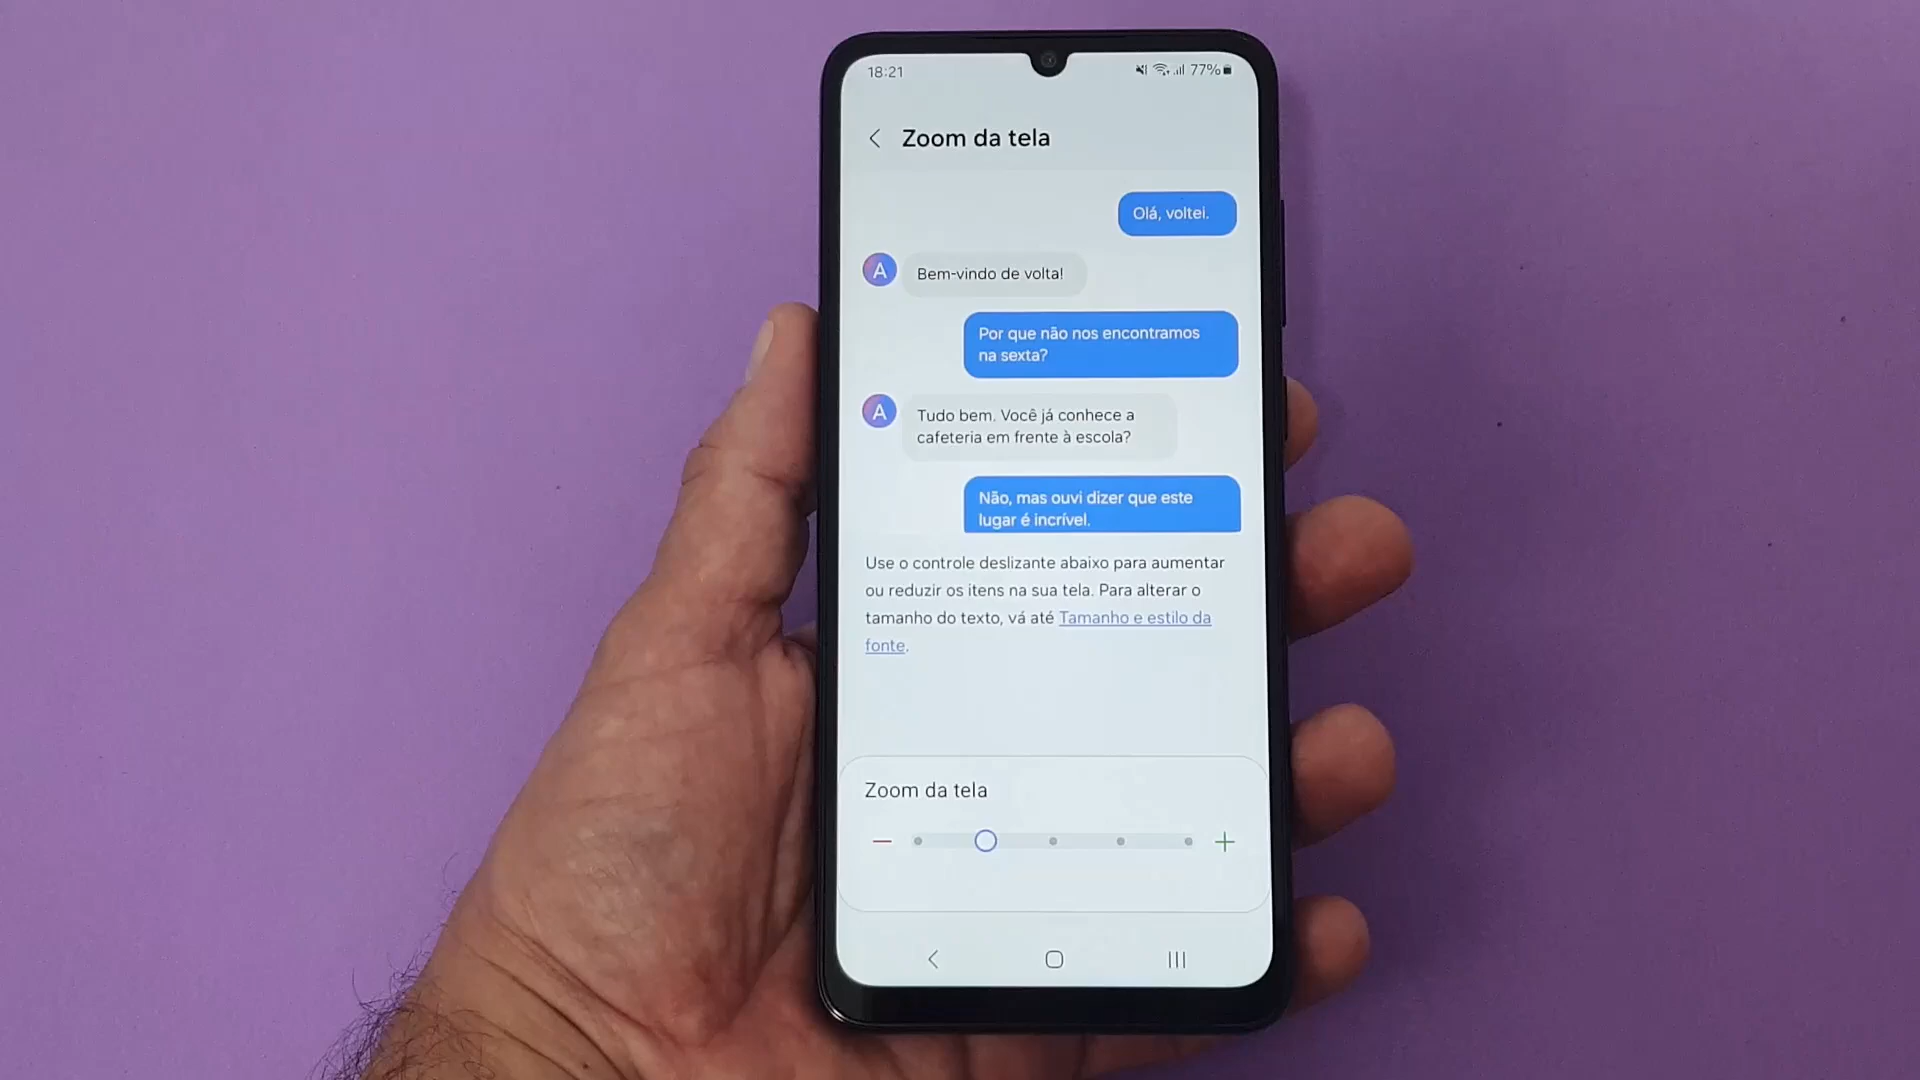 18:21
77%
Zoom da tela
Olá, voltei.
A
Bem-vindo de volta!
Por que não nos encontramos
na sexta?
A
Tudo bem. Você já conhece a
cafeteria em frente à escola?
Não, mas ouvi dizer que este
lugar é incrível.
Use o controle deslizante abaixo para aumentar
ou reduzir os itens na sua tela. Para alterar o
tamanho do texto, vá até Tamanho e estilo da
fonte.
Zoom da tela